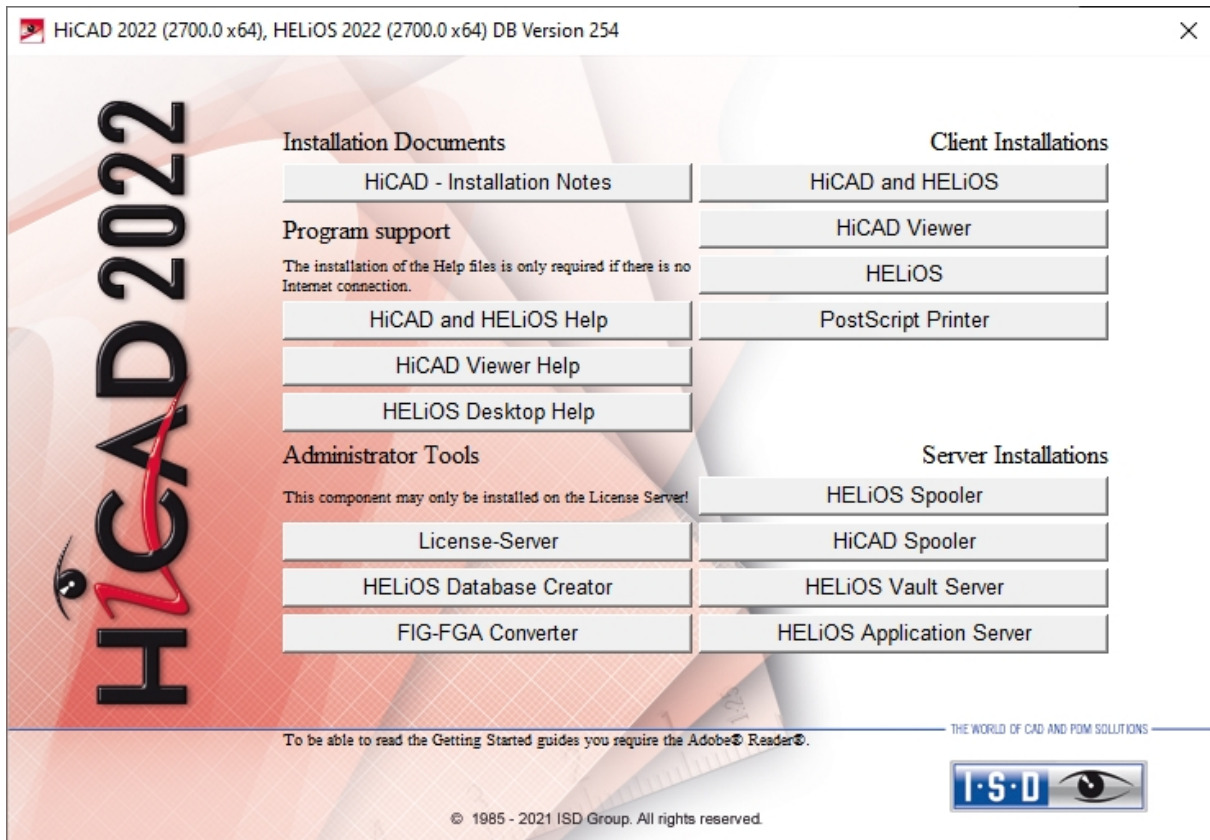 HiCAD 2022 (2700.0 x64), HELiOS 2022 (2700.0 x64) DB Version 254
HiCAD 2022
Installation Documents
HiCAD - Installation Notes
Program support
The installation of the Help files is only required if there is no
Internet connection.
HiCAD and HELiOS Help
HiCAD Viewer Help
HELiOS Desktop Help
Administrator Tools
This component may only be installed on the License Server!
License-Server
HELiOS Database Creator
FIG-FGA Converter
Client Installations
HiCAD and HELiOS
HiCAD Viewer
HELiOS
PostScript Printer
Server Installations
HELiOS Spooler
HiCAD Spooler
HELiOS Vault Server
HELiOS Application Server
1:25
THE WORLD OF CAD AND PDM SOLUTIONS
To be able to read the Getting Started guides you require the Adobe® Reader®.
I·S·D
© 1985 - 2021 ISD Group. All rights reserved.